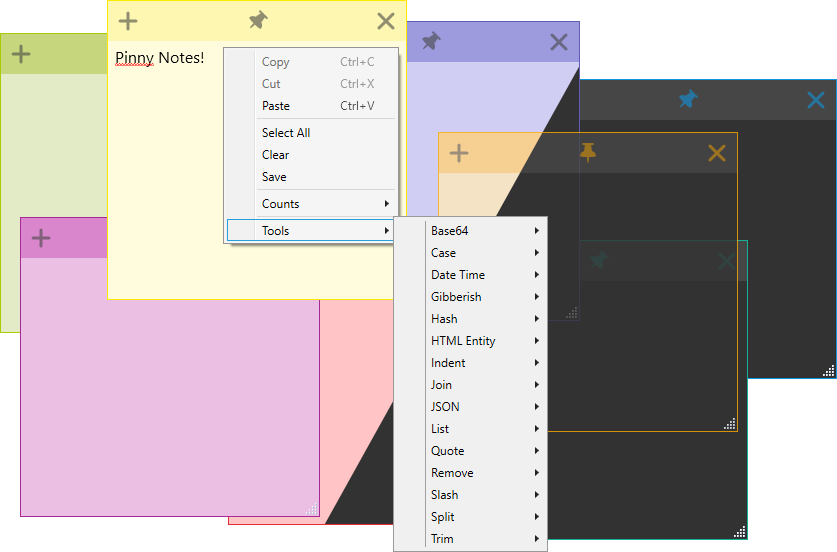 Pinny Notes!
Copy Ctrl+C
Cut Ctrl+X
Paste Ctrl+V
Select All
Clear
Save
Counts
Tools
Base64
Case
Date Time
Gibberish
Hash
HTML Entity
Indent
Join
JSON
List
Quote
Remove
Slash
Split
Trim